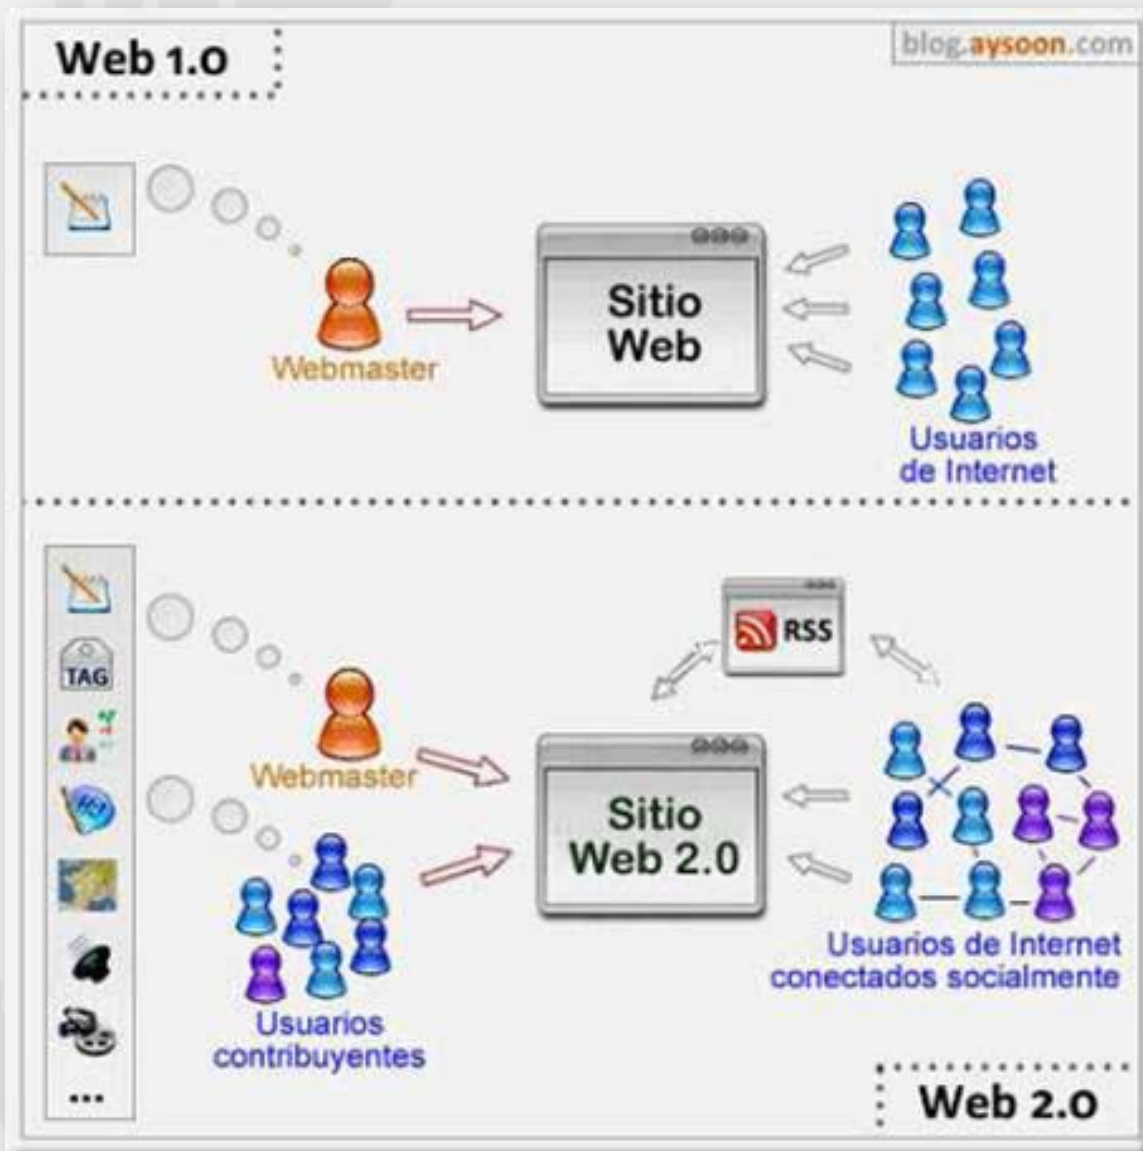 Web 1.0
blog.aysoon.com
Sitio
Web
Webmaster
Usuarios
de Internet
RSS
TAG
Webmaster
Sitio
Web 2.0
Usuarios de Internet
conectados socialmente
Usuarios
contribuyentes
...
Web 2.0